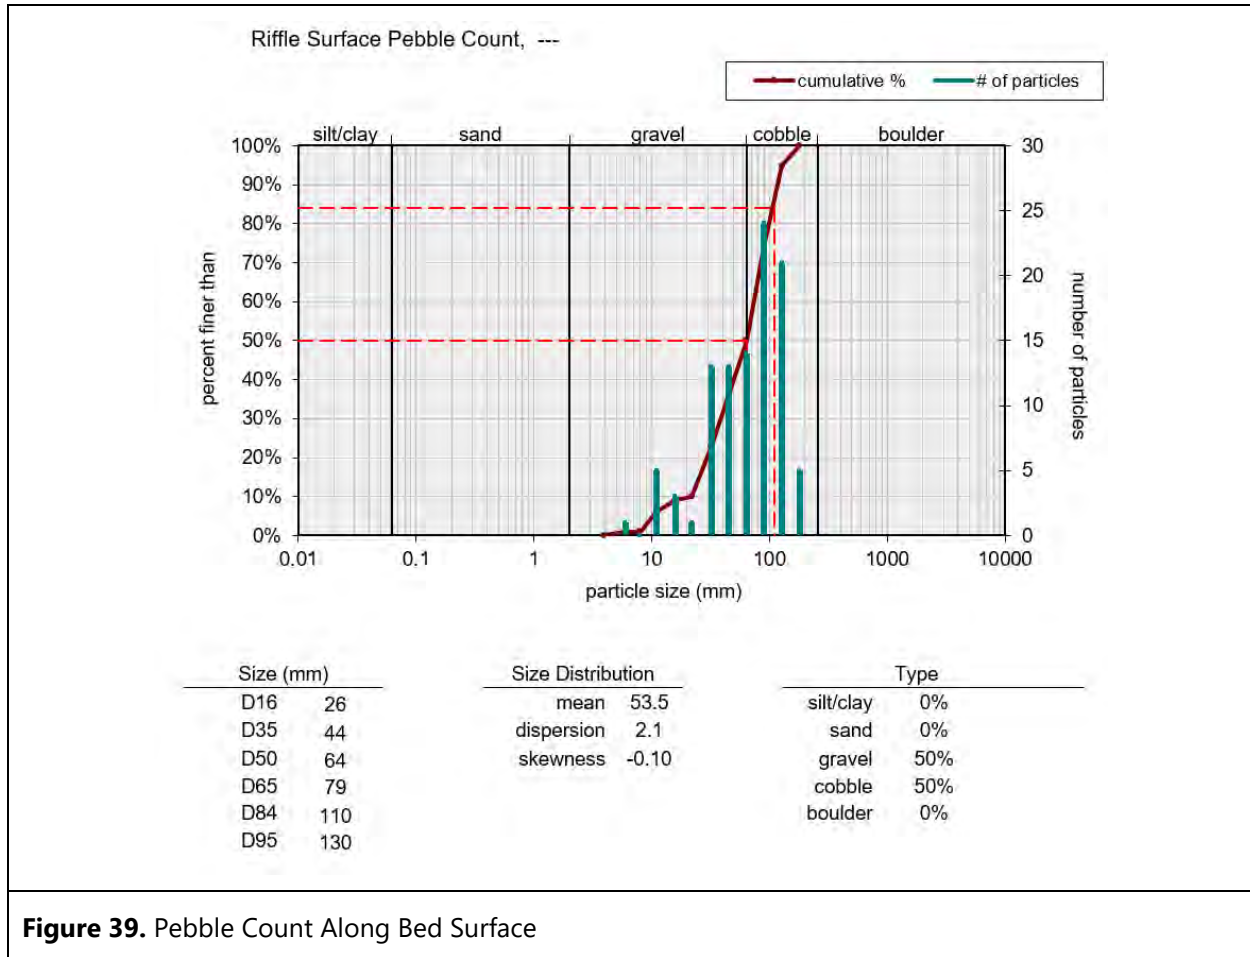 Riffle Surface Pebble Count, ---
cumulative % # of particles
silt/clay sand gravel cobble boulder
100% 30
90%
80% 25
70% 20
60%
50% 15
40%
30% 10
20%
10% 5
0% 0
percent finer than
number of particles
0.01 0.1 1 10 100 1000 10000
particle size (mm)
Size (mm) Size Distribution Type
D16 26 mean 53.5 silt/clay 0%
D35 44 dispersion 2.1 sand 0%
D50 64 skewness -0.10 gravel 50%
D65 79 cobble 50%
D84 110 boulder 0%
D95 130
Figure 39. Pebble Count Along Bed Surface